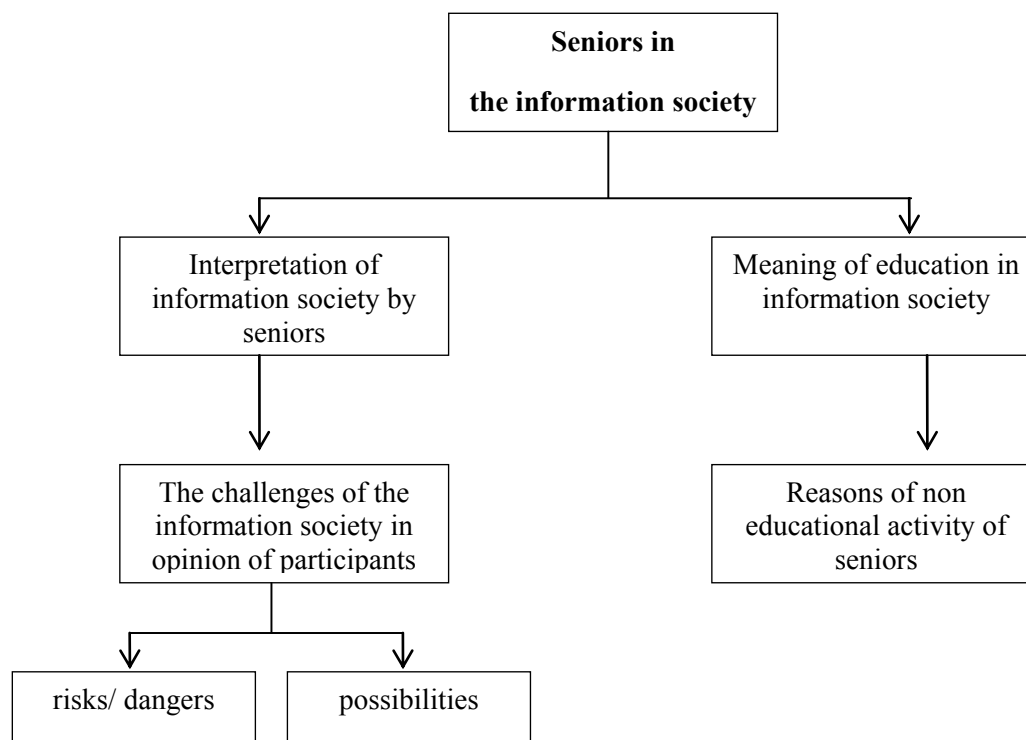 Seniors in
the information society
Interpretation of
information society by
seniors
Meaning of education in
information society
The challenges of the
information society in
opinion of participants
Reasons of non
educational activity of
seniors
risks/ dangers
possibilities